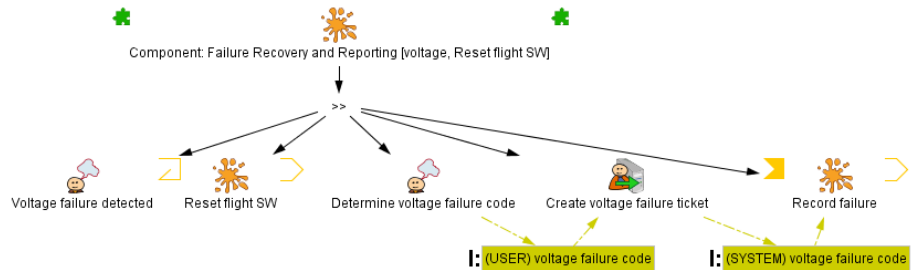 Component: Failure Recovery and Reporting [voltage, Reset flight SW]
>>
Voltage failure detected
Reset flight SW
Determine voltage failure code
Create voltage failure ticket
Record failure
I: (USER) voltage failure code
I: (SYSTEM) voltage failure code